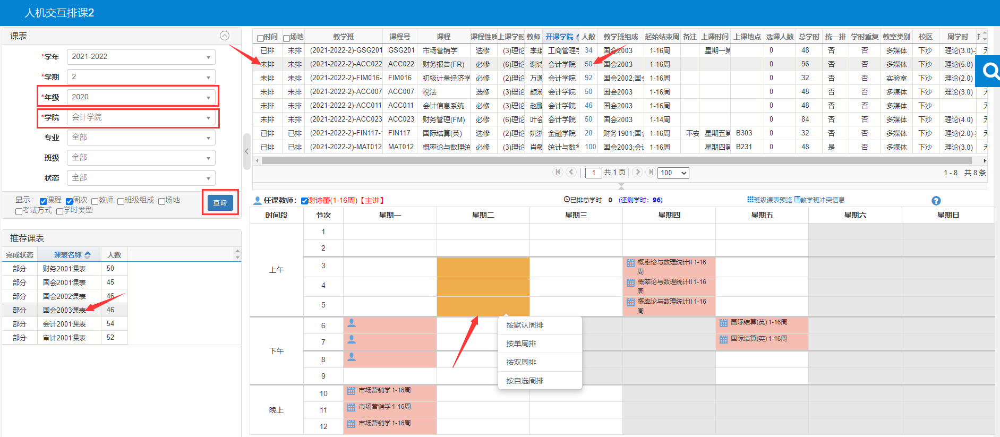 人机交互排课2
课表
*学年 2021-2022
*学期 2
*年级 2020
*学院 会计学院
专业 全部
班级 全部
状态 全部
显示: 课程 周次 教师 班级组成 场地
考试方式 学时类型
查询
推荐课表
完成状态 课表名称 人数
部分 财务2001课表 50
部分 国会2001课表 45
部分 国会2002课表 46
部分 国会2003课表 46
部分 会计2001课表 54
部分 审计2001课表 52
时间 场地 教学班 课程号 课程 课程性质 上课学时 教师 开课学院 人数 教学班组成 起始结束周 备注 上课时间 上课地点 选课人数 总学时 统一排 学时重复 教室类别 校区 周学时
已排 未排 (2021-2022-2)-GSG201 GSG201 市场营销学 选修 (3)理论 李琪 工商管理学 34 国会2003 1-16周 星期一第 0 48 否 否 多媒体 下沙 理论(3.0)-
未排 未排 (2021-2022-2)-ACC022 ACC022 财务报告(FR) 必修 (6)理论 谢诗 会计学院 50 国会2003 1-16周 0 96 否 否 多媒体 下沙 理论(5.0)
未排 未排 (2021-2022-2)-FIM016- FIM016 初级计量经济学 必修 (2)理论 万源 会计学院 92 国会2002;国会 1-16周 0 32 否 否 实验室 下沙 理论(2.0)
未排 未排 (2021-2022-2)-ACC007 ACC007 税法 必修 (3)理论 颜淑 会计学院 50 国会2003 1-16周 0 48 否 否 多媒体 下沙 理论(3.0)
未排 未排 (2021-2022-2)-ACC011- ACC011 会计信息系统 必修 (3)理论 赵鹏 会计学院 46 国会2003 1-16周 0 48 否 否 多媒体 下沙
未排 未排 (2021-2022-2)-ACC023 ACC023 财务管理(FM) 必修 (6)理论 叶会 会计学院 50 国会2003 1-14周 0 84 否 否 多媒体 下沙 理论(4.0)
已排 已排 (2021-2022-2)-FIN117-1 FIN117 国际结算(英) 选修 (2)理论 姚浙 金融学院 20 财务1901;国会 1-16周 不安 星期五第 B303 0 32 否 否 多媒体 下沙 理论(2.0)-
已排 已排 (2021-2022-2)-MAT012- MAT012 概率论与数理统 必修 (3)理论 肖敏 统计与数学 100 国会2003;会计 1-16周 星期四第 B231 0 48 是 否 多媒体 下沙 理论(3.0)
1 共 1 页 100 1 - 8 共 8 条
任课教师: 谢诗蕾(1-16周)【主讲】 已排总学时 0 (还剩学时: 96) 班级课表预览 教学班冲突信息
时间段 节次 星期一 星期二 星期三 星期四 星期五 星期六 星期日
上午
1
2
3 概率论与数理统计II 1-16周
4 概率论与数理统计II 1-16周
5 概率论与数理统计II 1-16周
下午
6 国际结算(英) 1-16周
7 国际结算(英) 1-16周
8
9
晚上
10 市场营销学 1-16周
11 市场营销学 1-16周
12 市场营销学 1-16周
按默认周排
按单周排
按双周排
按自选周排